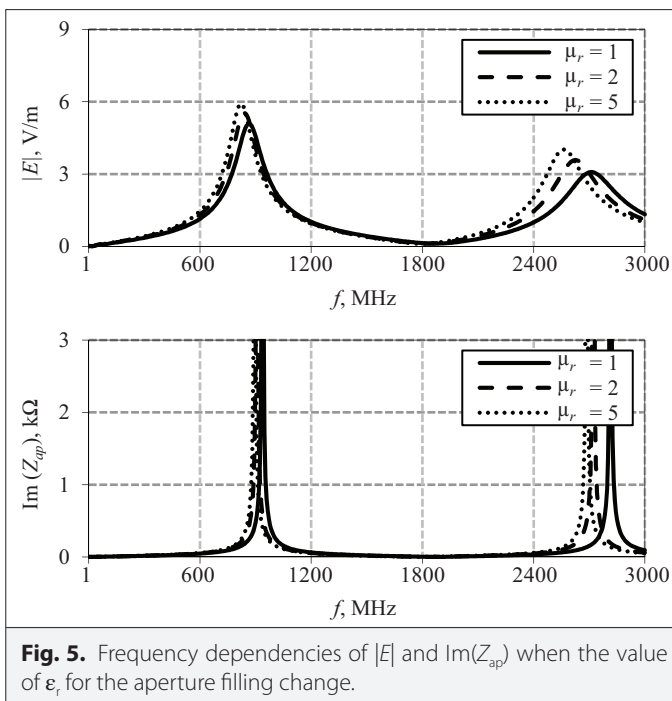 9
6
3
0
|E|, V/m
μr = 1
μr = 2
μr = 5
1 600 1200 1800 2400 3000
f, MHz
3
2
1
0
Im (Zap), kΩ
μr = 1
μr = 2
μr = 5
1 600 1200 1800 2400 3000
f, MHz
Fig. 5. Frequency dependencies of |E| and Im(Zap) when the value
of εr for the aperture filling change.